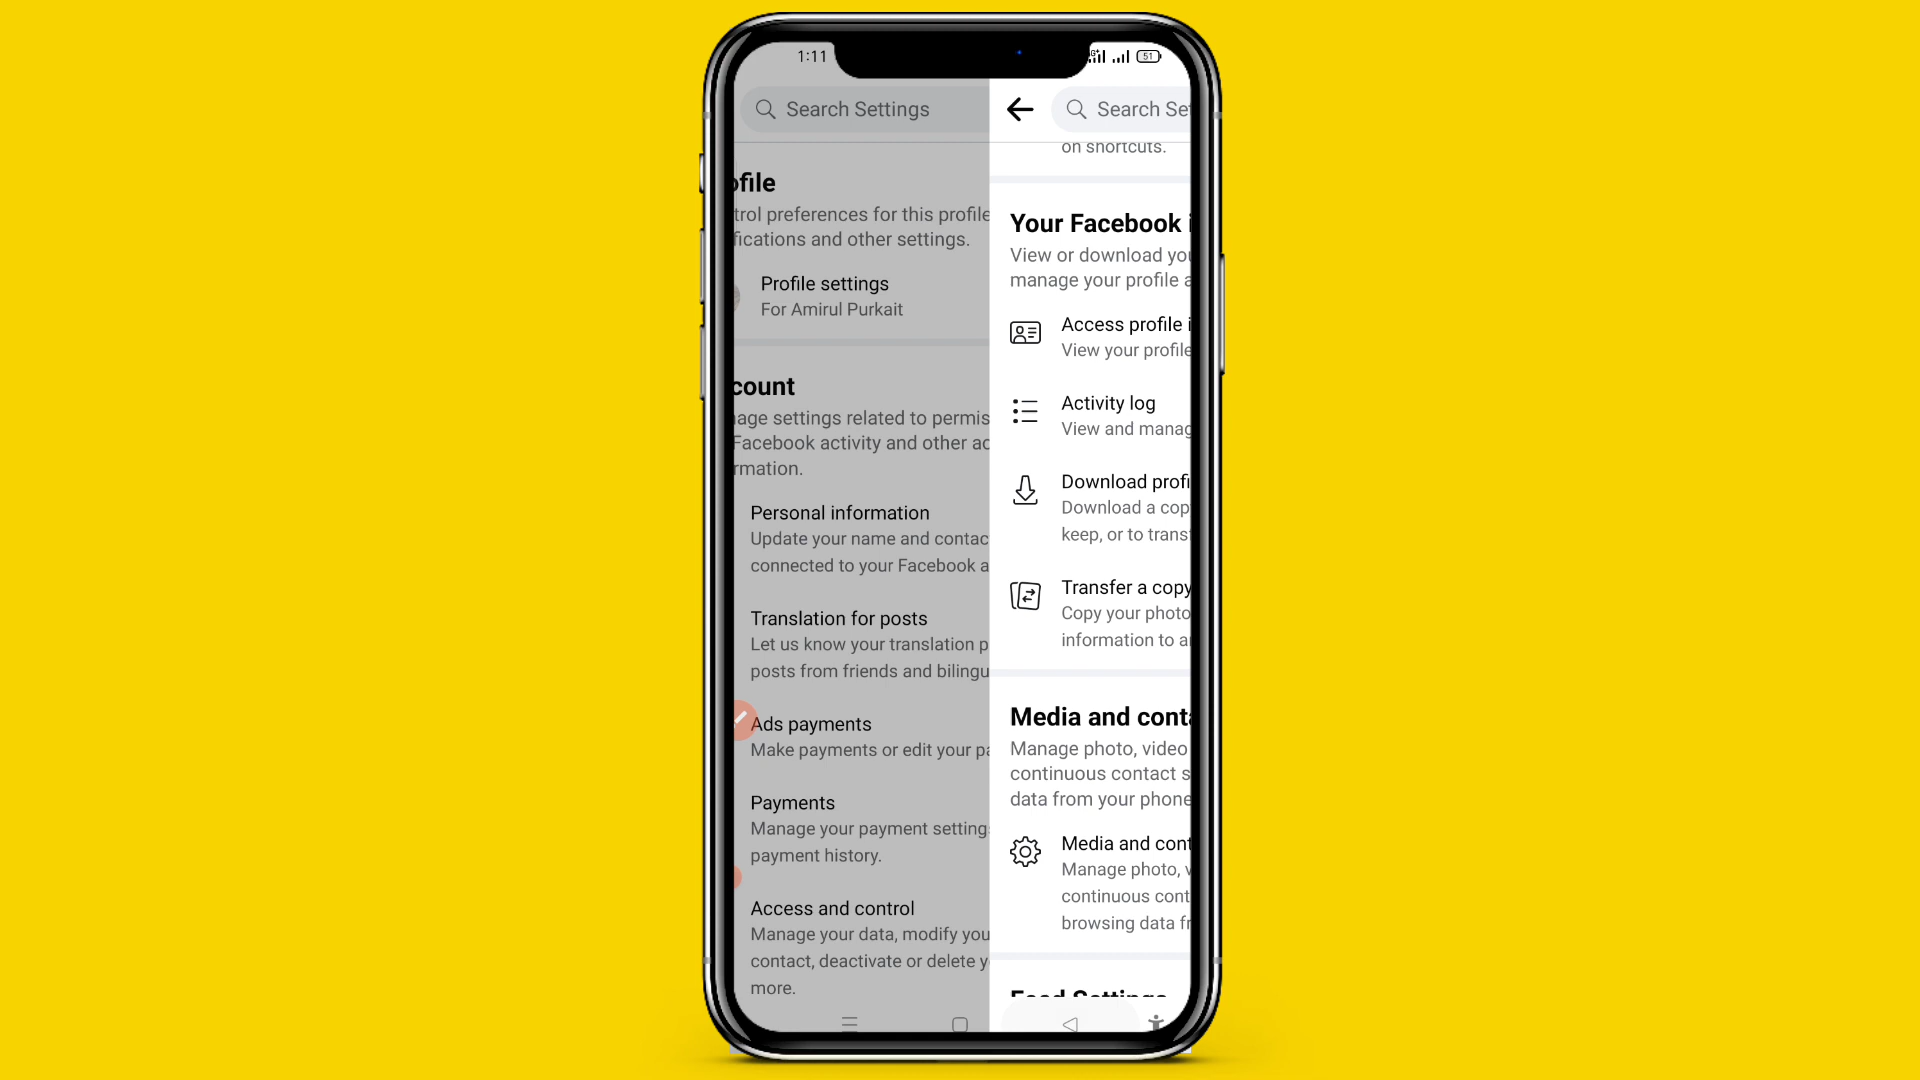 1:11
51
Search Settings
ofile
trol preferences for this profile
fications and other settings.
Profile settings
For Amirul Purkait
count
age settings related to permis
Facebook activity and other ac
rmation.
Personal information
Update your name and contac
connected to your Facebook a
Translation for posts
Let us know your translation p
posts from friends and bilingu
Ads payments
Make payments or edit your pa
Payments
Manage your payment setting
payment history.
Access and control
Manage your data, modify you
contact, deactivate or delete y
more.
Search Set
on shortcuts.
Your Facebook i
View or download you
manage your profile a
Access profile i
View your profile
Activity log
View and manag
Download profi
Download a cop
keep, or to transf
Transfer a copy
Copy your photo
information to a
Media and conta
Manage photo, video
continuous contact s
data from your phone
Media and cont
Manage photo, v
continuous cont
browsing data fr
Feed Settings